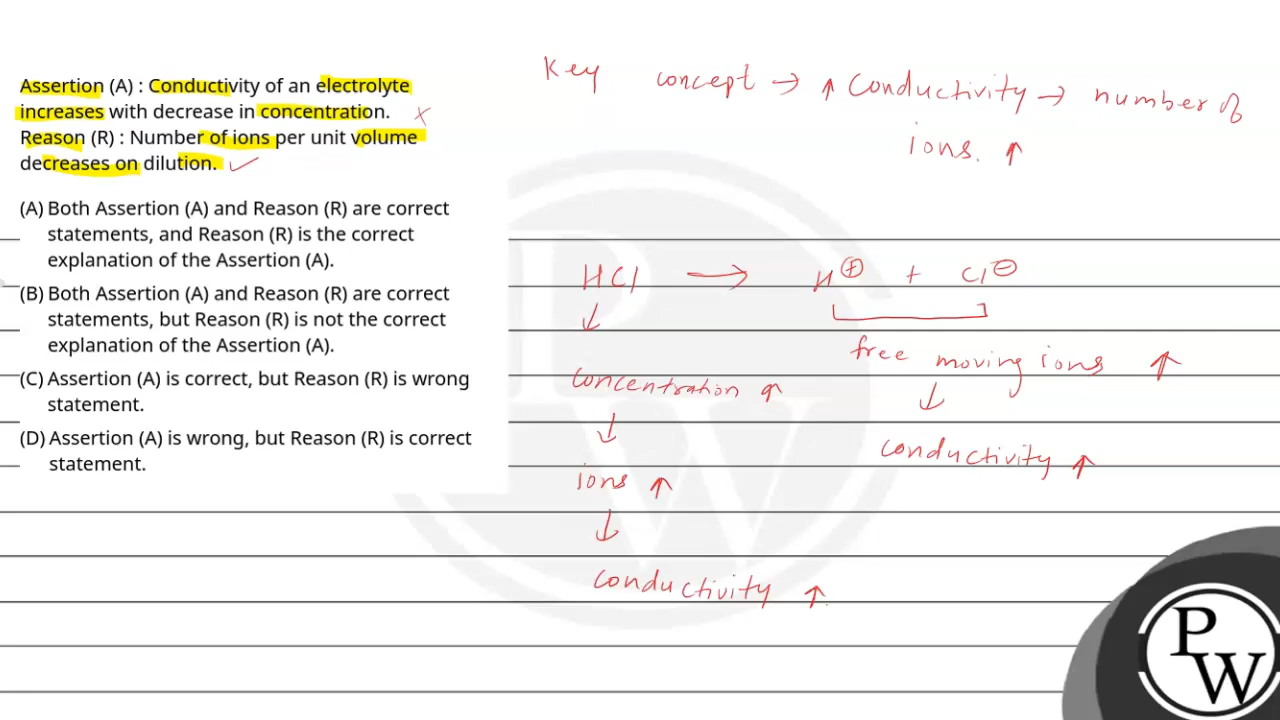 Assertion (A) : Conductivity of an electrolyte
increases with decrease in concentration.
Reason (R) : Number of ions per unit volume
decreases on dilution.
(A) Both Assertion (A) and Reason (R) are correct
statements, and Reason (R) is the correct
explanation of the Assertion (A).
(B) Both Assertion (A) and Reason (R) are correct
statements, but Reason (R) is not the correct
explanation of the Assertion (A).
(C) Assertion (A) is correct, but Reason (R) is wrong
statement.
(D) Assertion (A) is wrong, but Reason (R) is correct
statement.
Key concept → ↑ Conductivity → number of
ions. ↑
HCl → H⊕ + Cl⊖
↓
concentration ↑
↓
ions ↑
↓
conductivity ↑
free moving ions ↑
↓
conductivity ↑
P
W
P
W